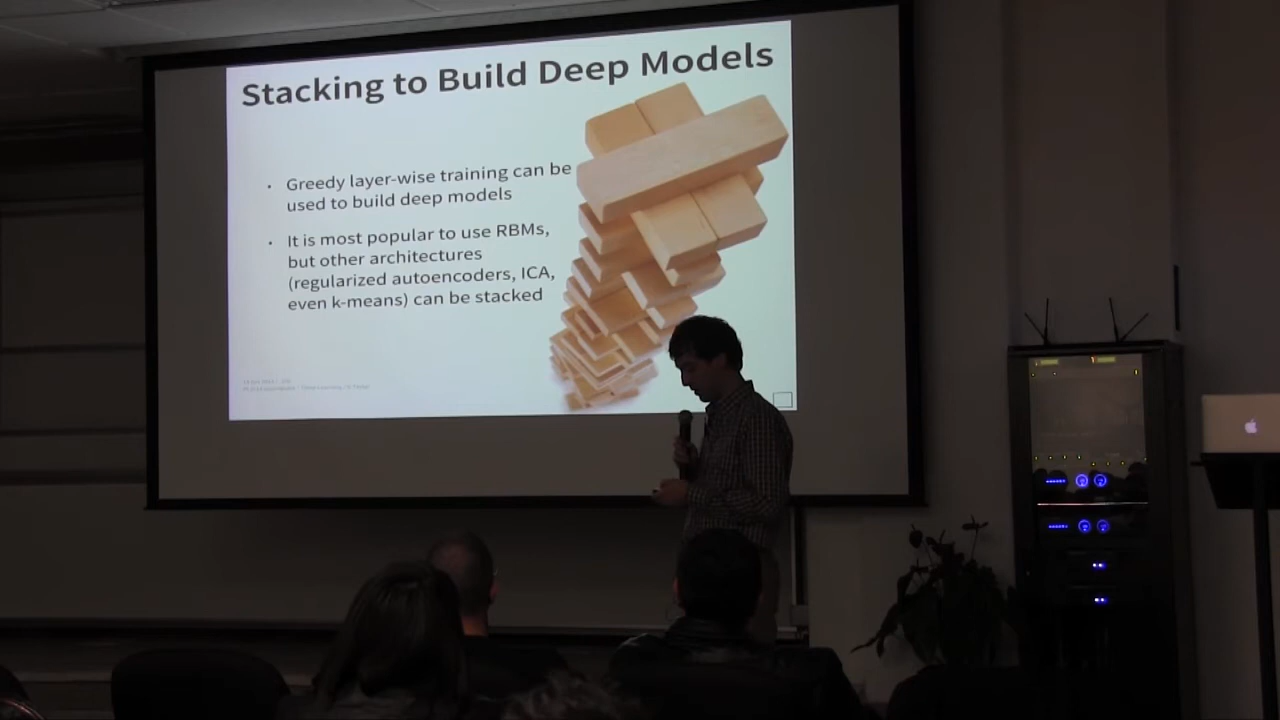 Stacking to Build Deep Models
· Greedy layer-wise training can be
used to build deep models
· It is most popular to use RBMs,
but other architectures
(regularized autoencoders, ICA,
even k-means) can be stacked